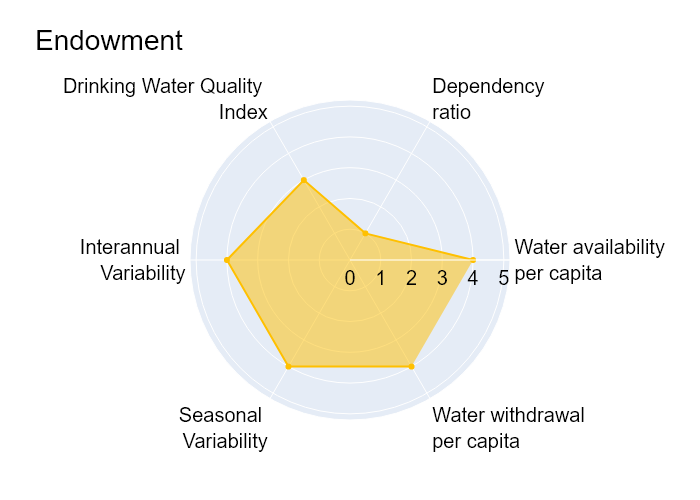 Endowment
Drinking Water Quality
Index
Dependency
ratio
Interannual
Variability
Water availability
per capita
0 1 2 3 4 5
Seasonal
Variability
Water withdrawal
per capita